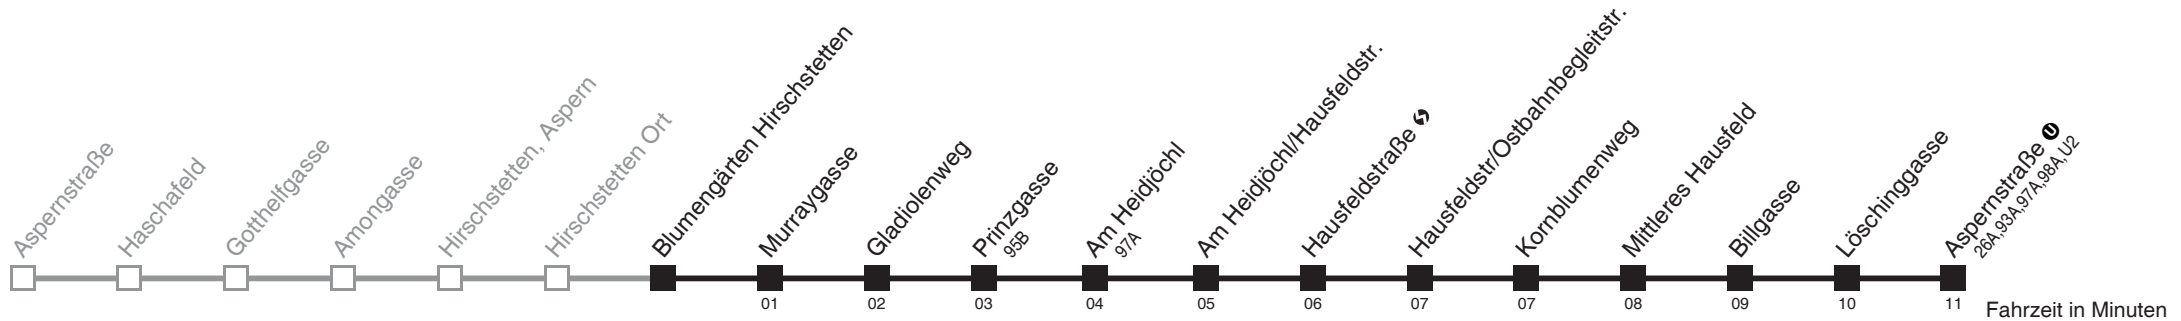 Aspernstraße
Haschafeld
Gotthelfgasse
Amongasse
Hirschstetten, Aspern
Hirschstetten Ort
Blumengärten Hirschstetten
Murraygasse
Gladiolenweg
Prinzgasse
95B
Am Heidjöchl
97A
Am Heidjöchl/Hausfeldstr.
Hausfeldstraße
Hausfeldstr/Ostbahnbegleitstr.
Kornblumenweg
Mittleres Hausfeld
Billgasse
Löschinggasse
Aspernstraße U
26A,93A,97A,98A,U2
01 02 03 04 05 06 07 07 08 09 10 11 Fahrzeit in Minuten